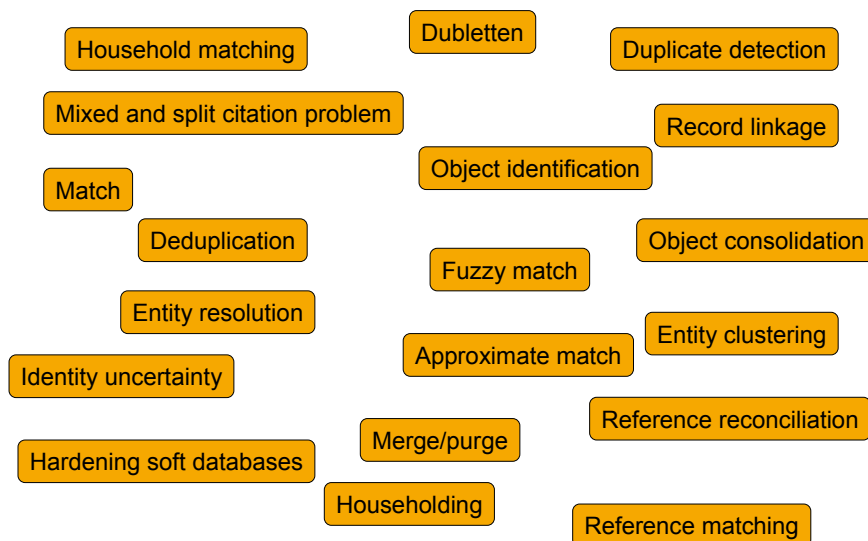 Household matching
Dubletten
Duplicate detection
Mixed and split citation problem
Record linkage
Object identification
Match
Deduplication
Object consolidation
Fuzzy match
Entity resolution
Entity clustering
Approximate match
Identity uncertainty
Reference reconciliation
Merge/purge
Hardening soft databases
Householding
Reference matching